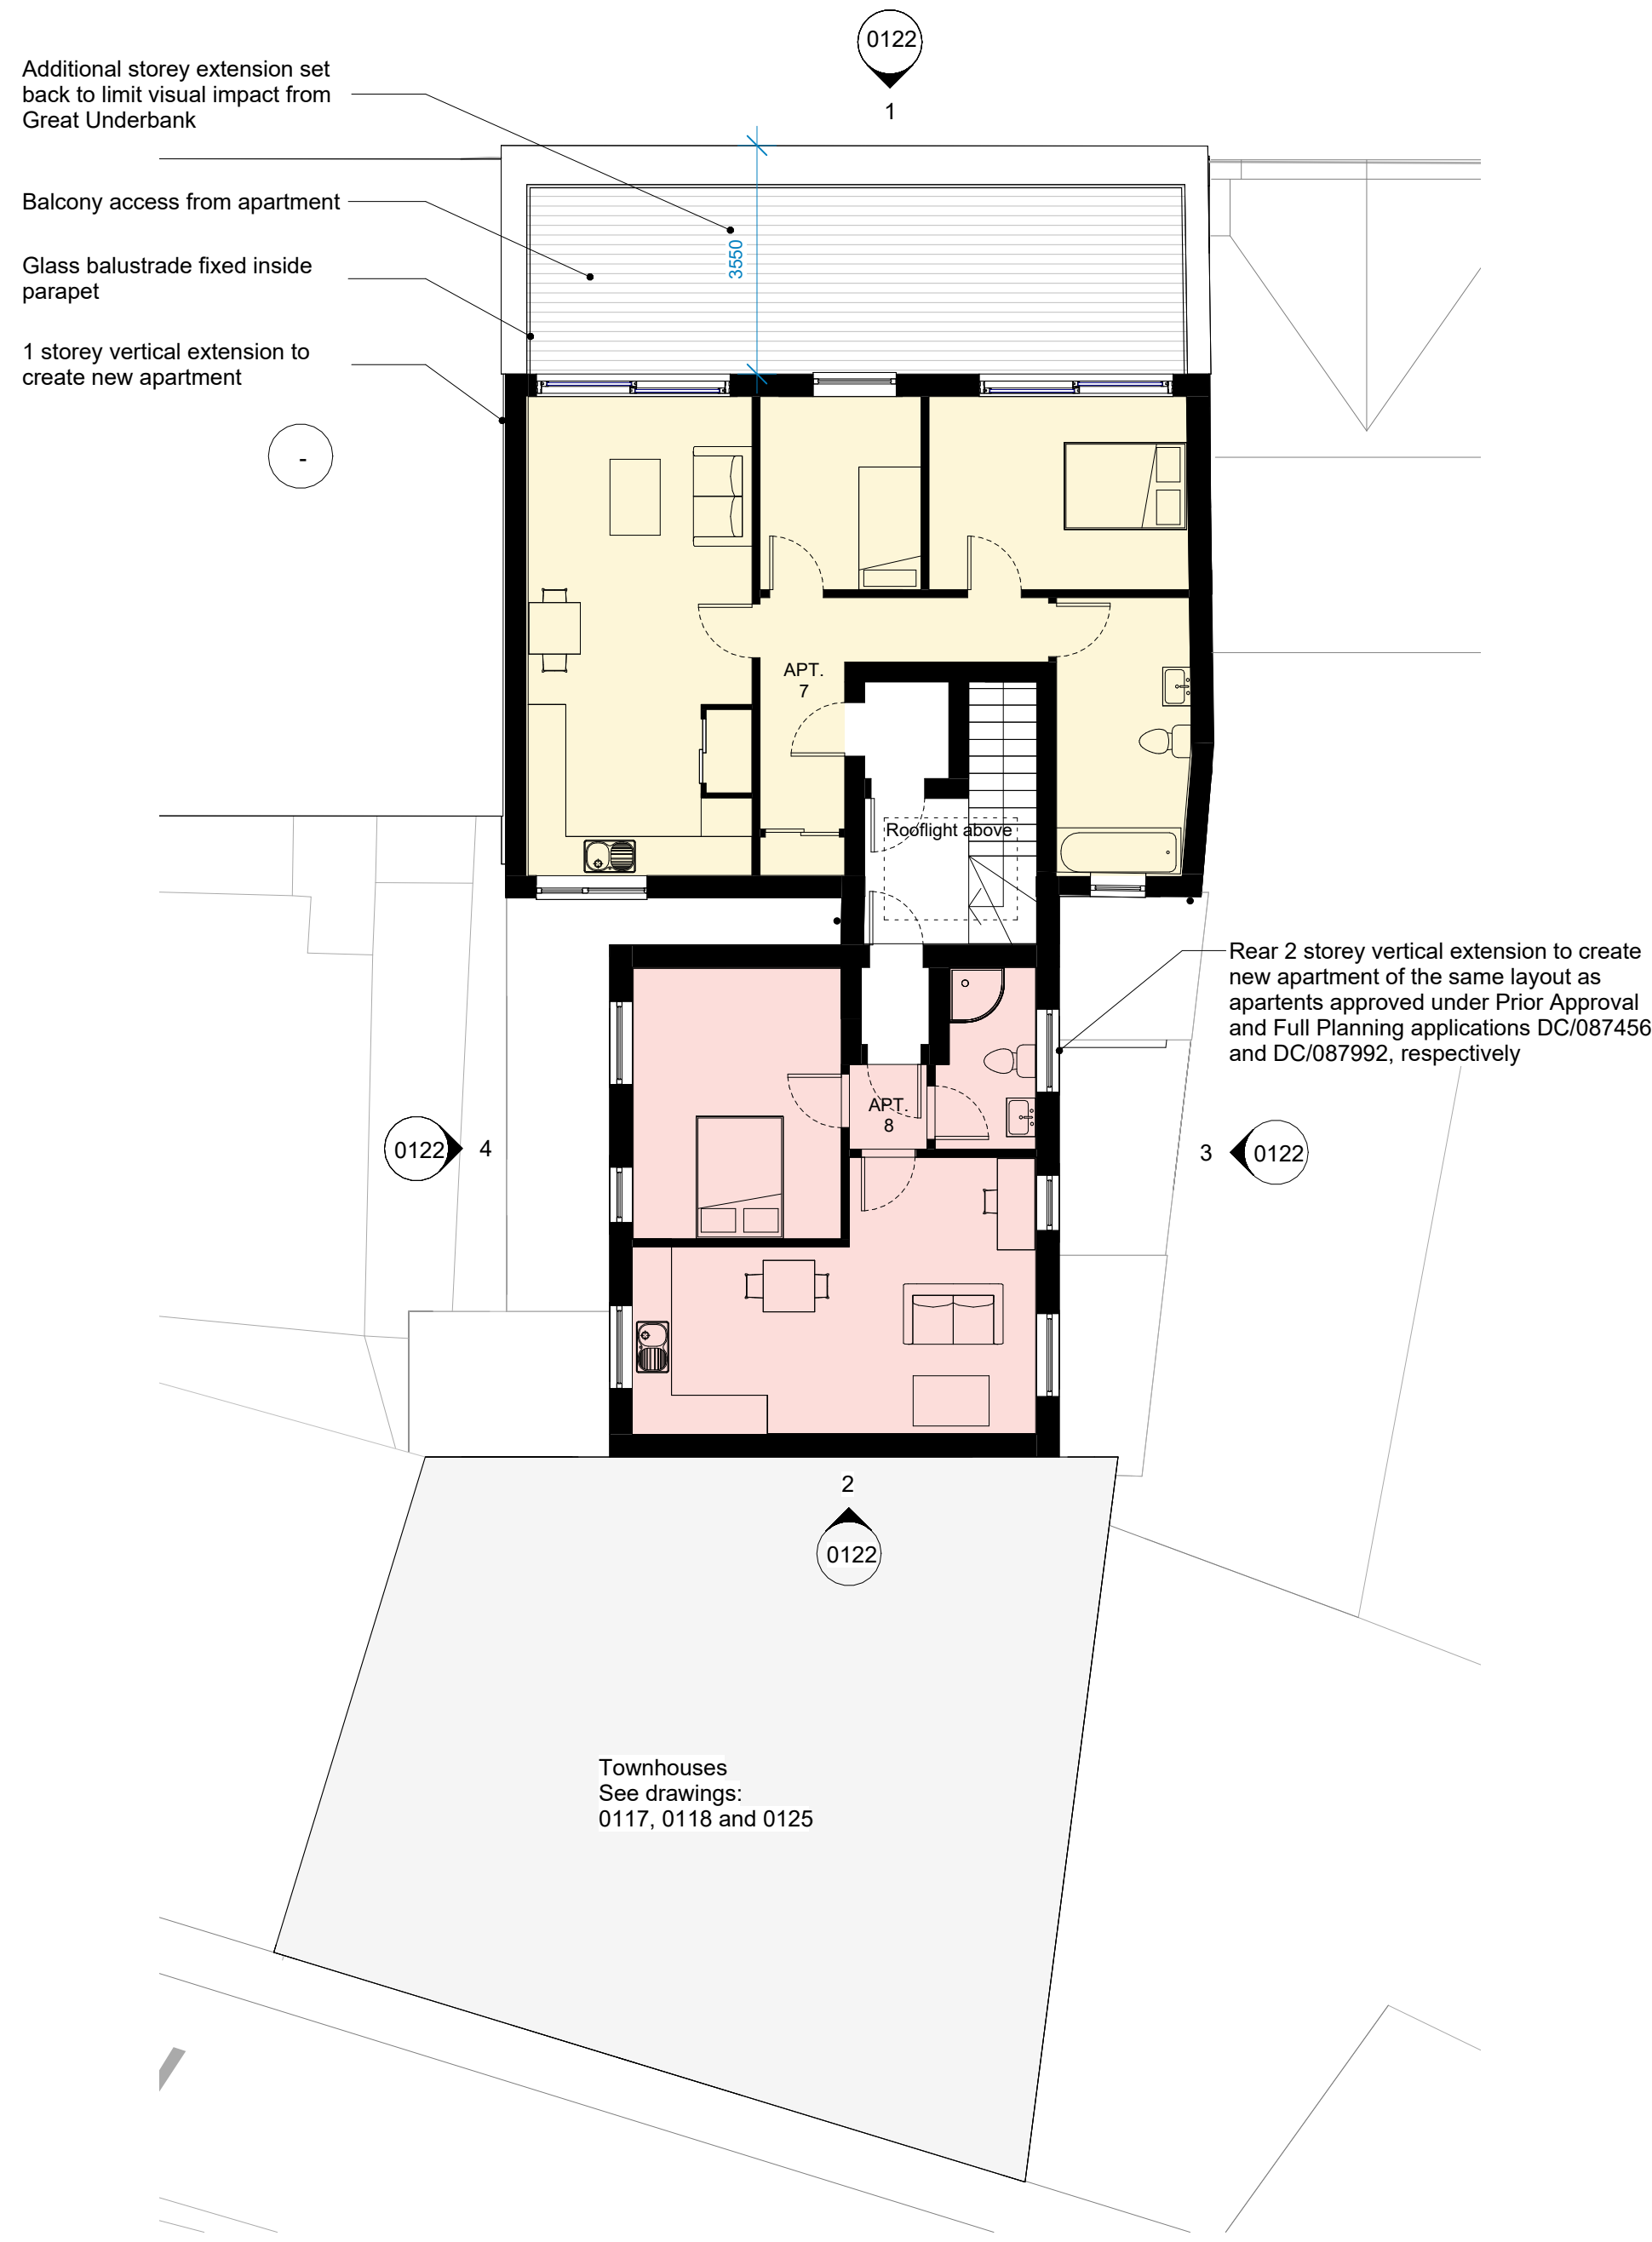 0122
1
Additional storey extension set
back to limit visual impact from
Great Underbank
Balcony access from apartment
Glass balustrade fixed inside
parapet
1 storey vertical extension to
create new apartment
3550
-
APT.
7
Rooflight above
Rear 2 storey vertical extension to create
new apartment of the same layout as
apartents approved under Prior Approval
and Full Planning applications DC/087456
and DC/087992, respectively
APT.
8
0122
4
3
0122
2
0122
Townhouses
See drawings:
0117, 0118 and 0125